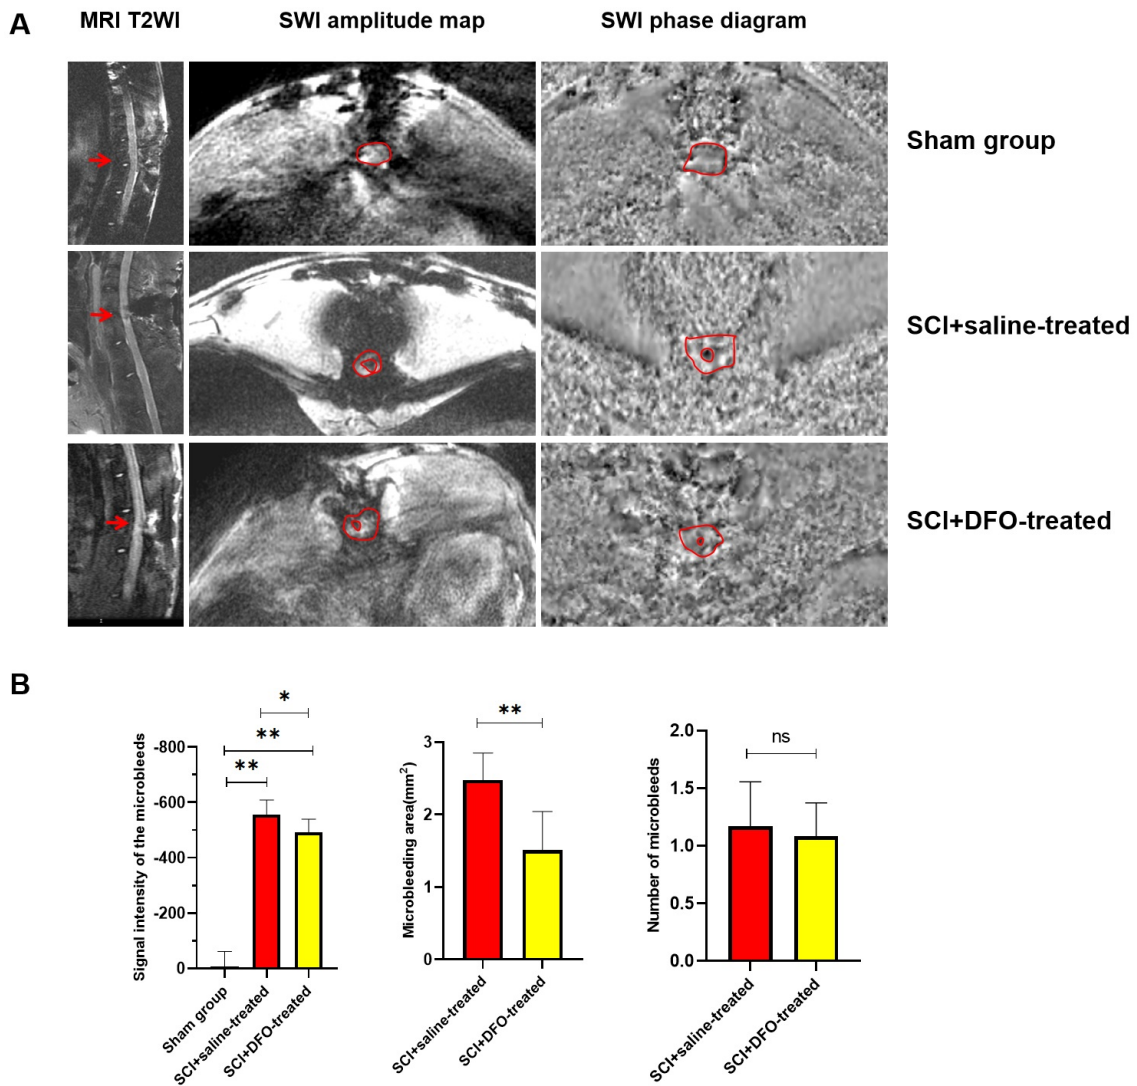 A
MRI T2WI SWI amplitude map SWI phase diagram
Sham group
SCI+saline-treated
SCI+DFO-treated
B
Signal intensity of the microbleeds
-800
-600
-400
-200
0
**
**
*
Sham group
SCI+saline-treated
SCI+DFO-treated
Microbleeding area(mm²)
3
2
1
0
**
SCI+saline-treated
SCI+DFO-treated
Number of microbleeds
2.0
1.5
1.0
0.5
0.0
ns
SCI+saline-treated
SCI+DFO-treated